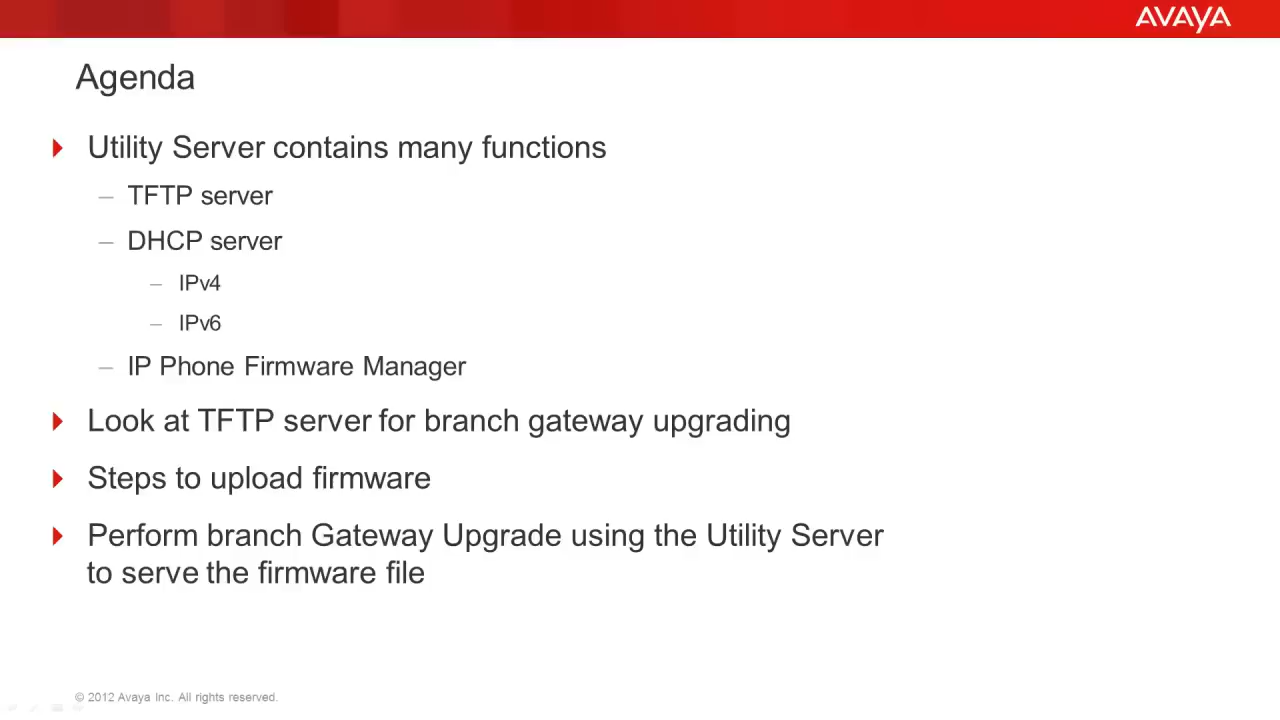 AVAYA
Agenda
Utility Server contains many functions
– TFTP server
– DHCP server
– IPv4
– IPv6
– IP Phone Firmware Manager
Look at TFTP server for branch gateway upgrading
Steps to upload firmware
Perform branch Gateway Upgrade using the Utility Server
to serve the firmware file
© 2012 Avaya Inc. All rights reserved.